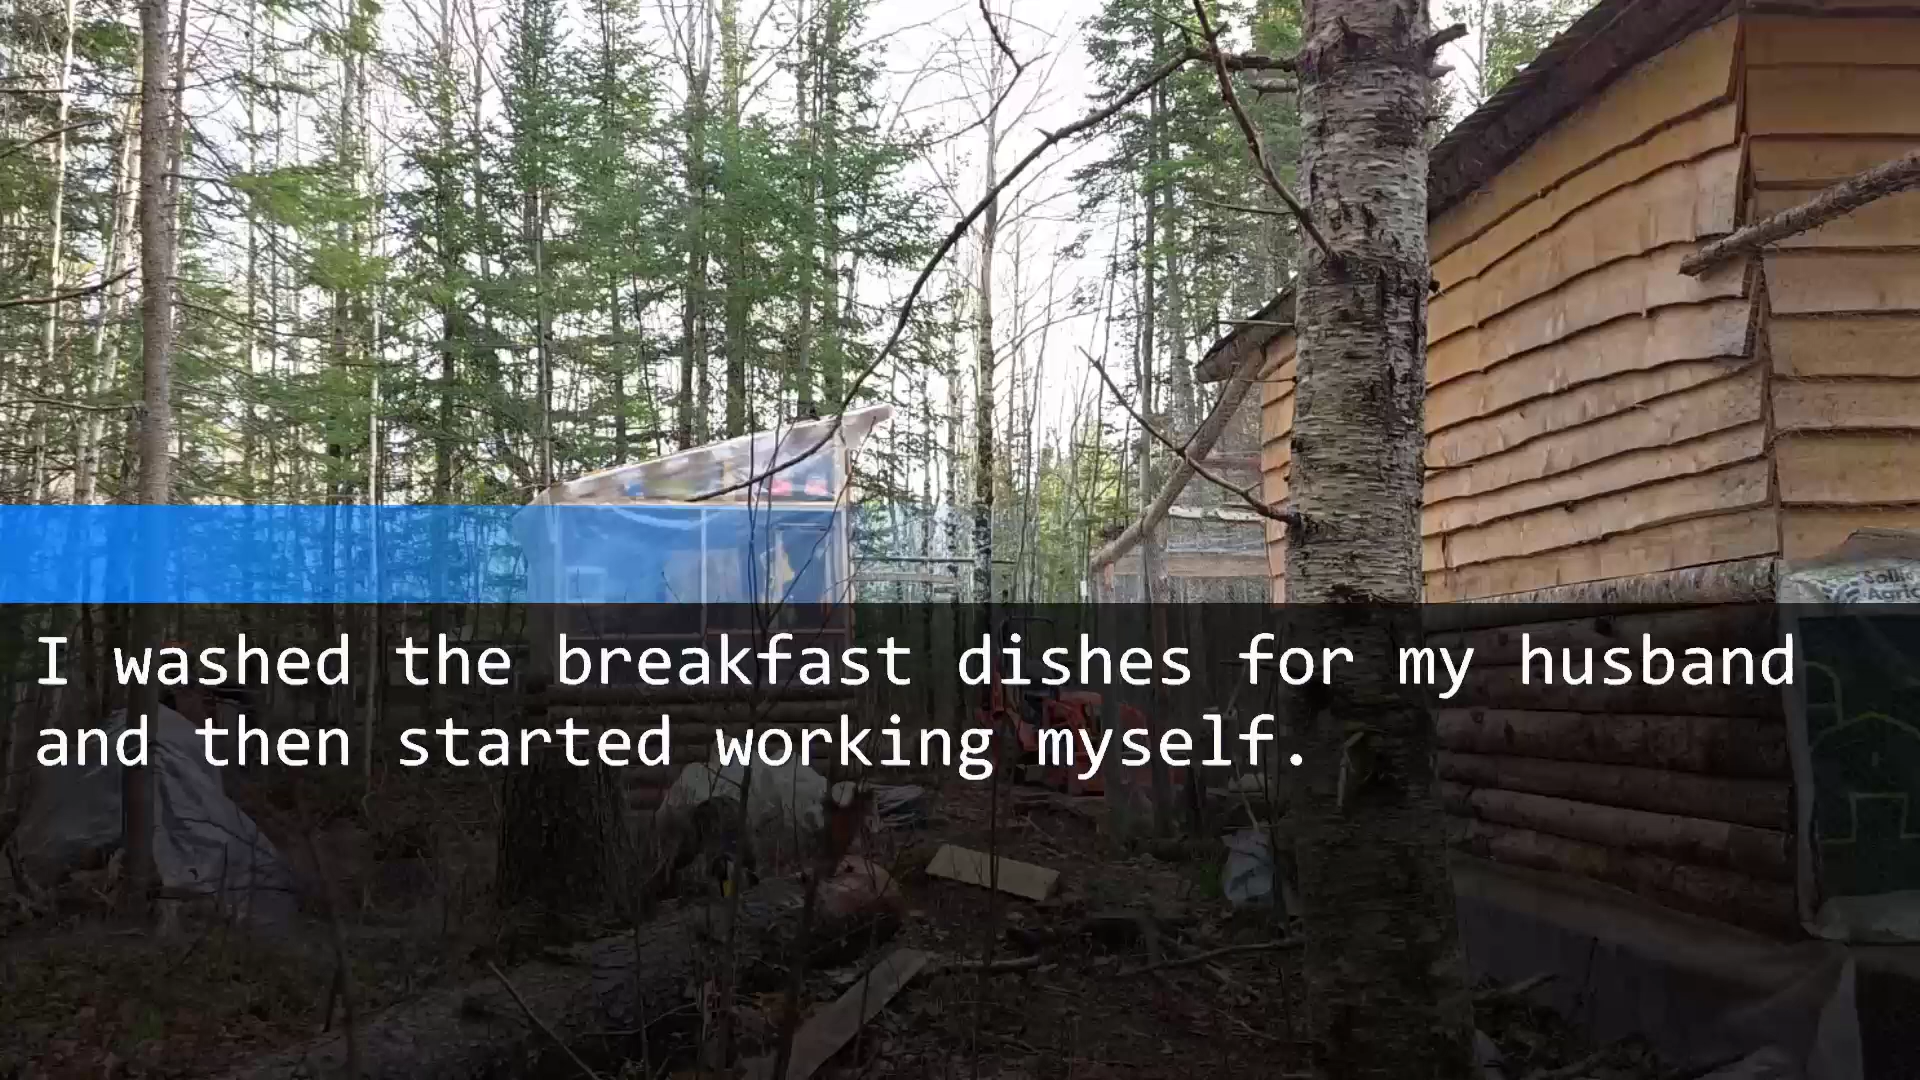 I washed the breakfast dishes for my husband
and then started working myself.